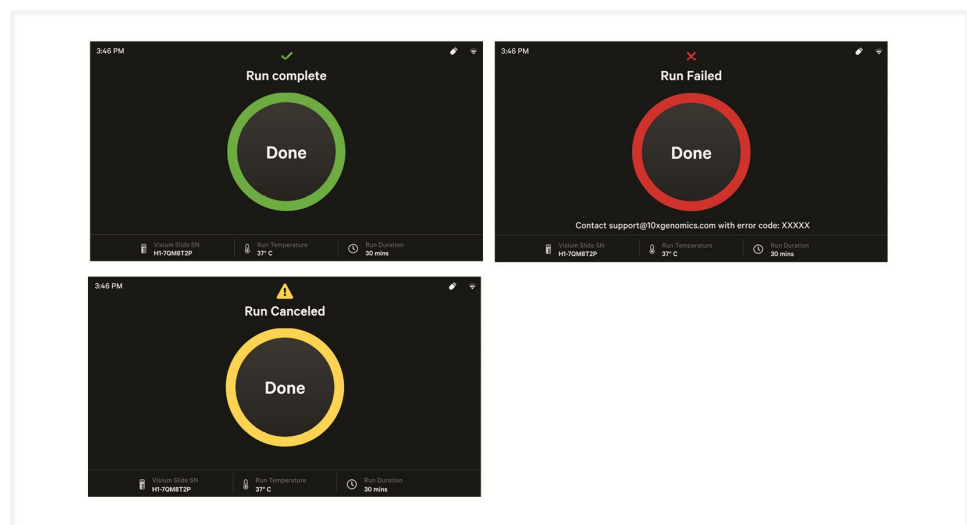 3:46 PM
Run complete
Done
Visium Slide SN
H1-7QM8T2P
Run Temperature
37° C
Run Duration
30 mins
3:46 PM
Run Failed
Done
Contact support@10xgenomics.com with error code: XXXXX
Visium Slide SN
H1-7QM8T2P
Run Temperature
37° C
Run Duration
30 mins
3:46 PM
Run Canceled
Done
Visium Slide SN
H1-7QM8T2P
Run Temperature
37° C
Run Duration
30 mins